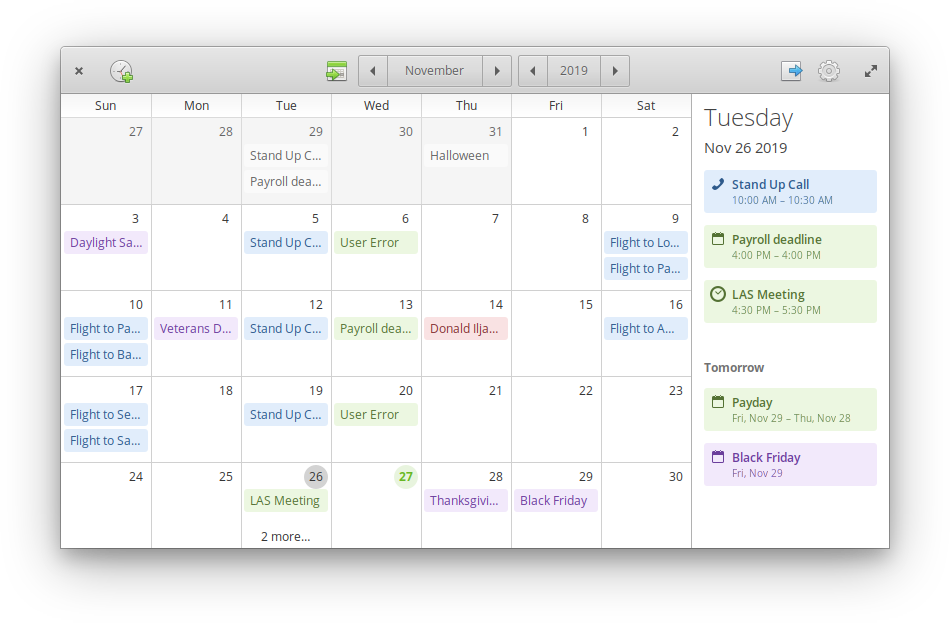 November 2019
Sun Mon Tue Wed Thu Fri Sat
27 28 29 30 31 1 2
Stand Up C... Halloween
Payroll dea...
3 4 5 6 7 8 9
Daylight Sa... Stand Up C... User Error Flight to Lo...
Flight to Pa...
10 11 12 13 14 15 16
Flight to Pa... Veterans D... Stand Up C... Payroll dea... Donald Ilja... Flight to A...
Flight to Ba...
17 18 19 20 21 22 23
Flight to Se... Stand Up C... User Error
Flight to Sa...
24 25 26 27 28 29 30
LAS Meeting Thanksgivi... Black Friday
2 more...
Tuesday
Nov 26 2019
Stand Up Call
10:00 AM – 10:30 AM
Payroll deadline
4:00 PM – 4:00 PM
LAS Meeting
4:30 PM – 5:30 PM
Tomorrow
Payday
Fri, Nov 29 – Thu, Nov 28
Black Friday
Fri, Nov 29